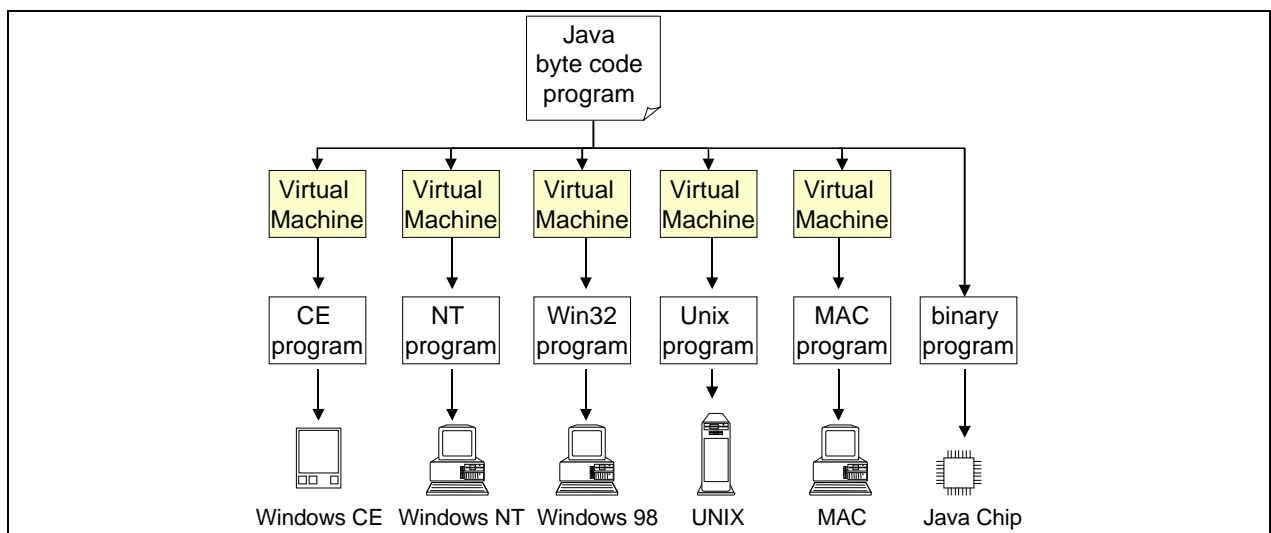 Java
byte code
program
Virtual
Machine
Virtual
Machine
Virtual
Machine
Virtual
Machine
Virtual
Machine
CE
program
NT
program
Win32
program
Unix
program
MAC
program
binary
program
Windows CE
Windows NT
Windows 98
UNIX
MAC
Java Chip